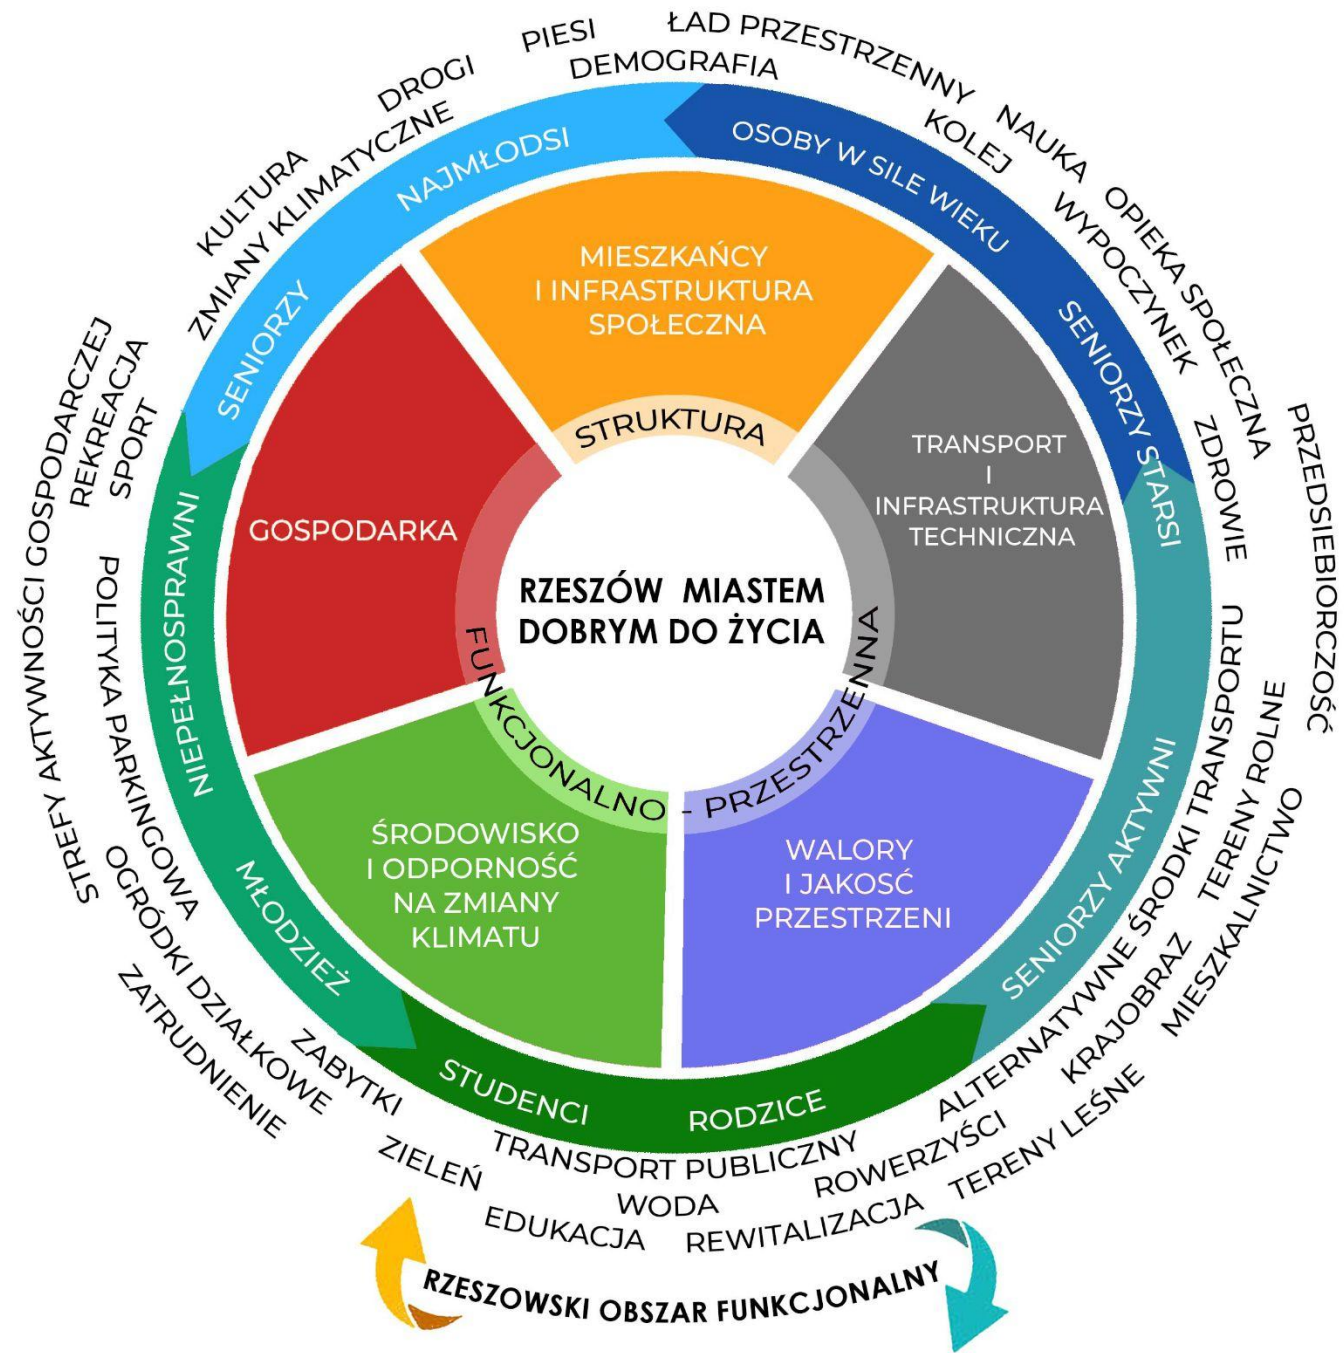 ŁAD PRZESTRZENNY
PIESI
DEMOGRAFIA
DROGI
NAUKA
KOLEJ
KULTURA
ZMIANY KLIMATYCZNE
OPIEKA SPOŁECZNA
WYPOCZYNEK
NAJMŁODSI
OSOBY W SILE WIEKU
SENIORZY
SENIORZY STARSI
MIESZKAŃCY
I INFRASTRUKTURA
SPOŁECZNA
STREFY AKTYWNOŚCI GOSPODARCZEJ
REKREACJA
SPORT
ZDROWIE
PRZEDSIEBIORCZOŚĆ
TRANSPORT
I
INFRASTRUKTURA
TECHNICZNA
GOSPODARKA
STRUKTURA
FUNKCJONALNO - PRZESTRZENNA
RZESZÓW MIASTEM
DOBRYM DO ŻYCIA
NIEPEŁNOSPRAWNI
POLITYKA PARKINGOWA
ŚRODOWISKO
I ODPORNOŚĆ
NA ZMIANY
KLIMATU
WALORY
I JAKOSĆ
PRZESTRZENI
SENIORZY AKTYWNI
ALTERNATYWNE ŚRODKI TRANSPORTU
TERENY ROLNE
MIESZKALNICTWO
KRAJOBRAZ
MŁODZIEŻ
OGRÓDKI DZIAŁKOWE
ZATRUDNIENIE
ZABYTKI
STUDENCI
RODZICE
ZIELEŃ
TRANSPORT PUBLICZNY
ROWERZYŚCI
TERENY LEŚNE
WODA
EDUKACJA
REWITALIZACJA
RZESZOWSKI OBSZAR FUNKCJONALNY